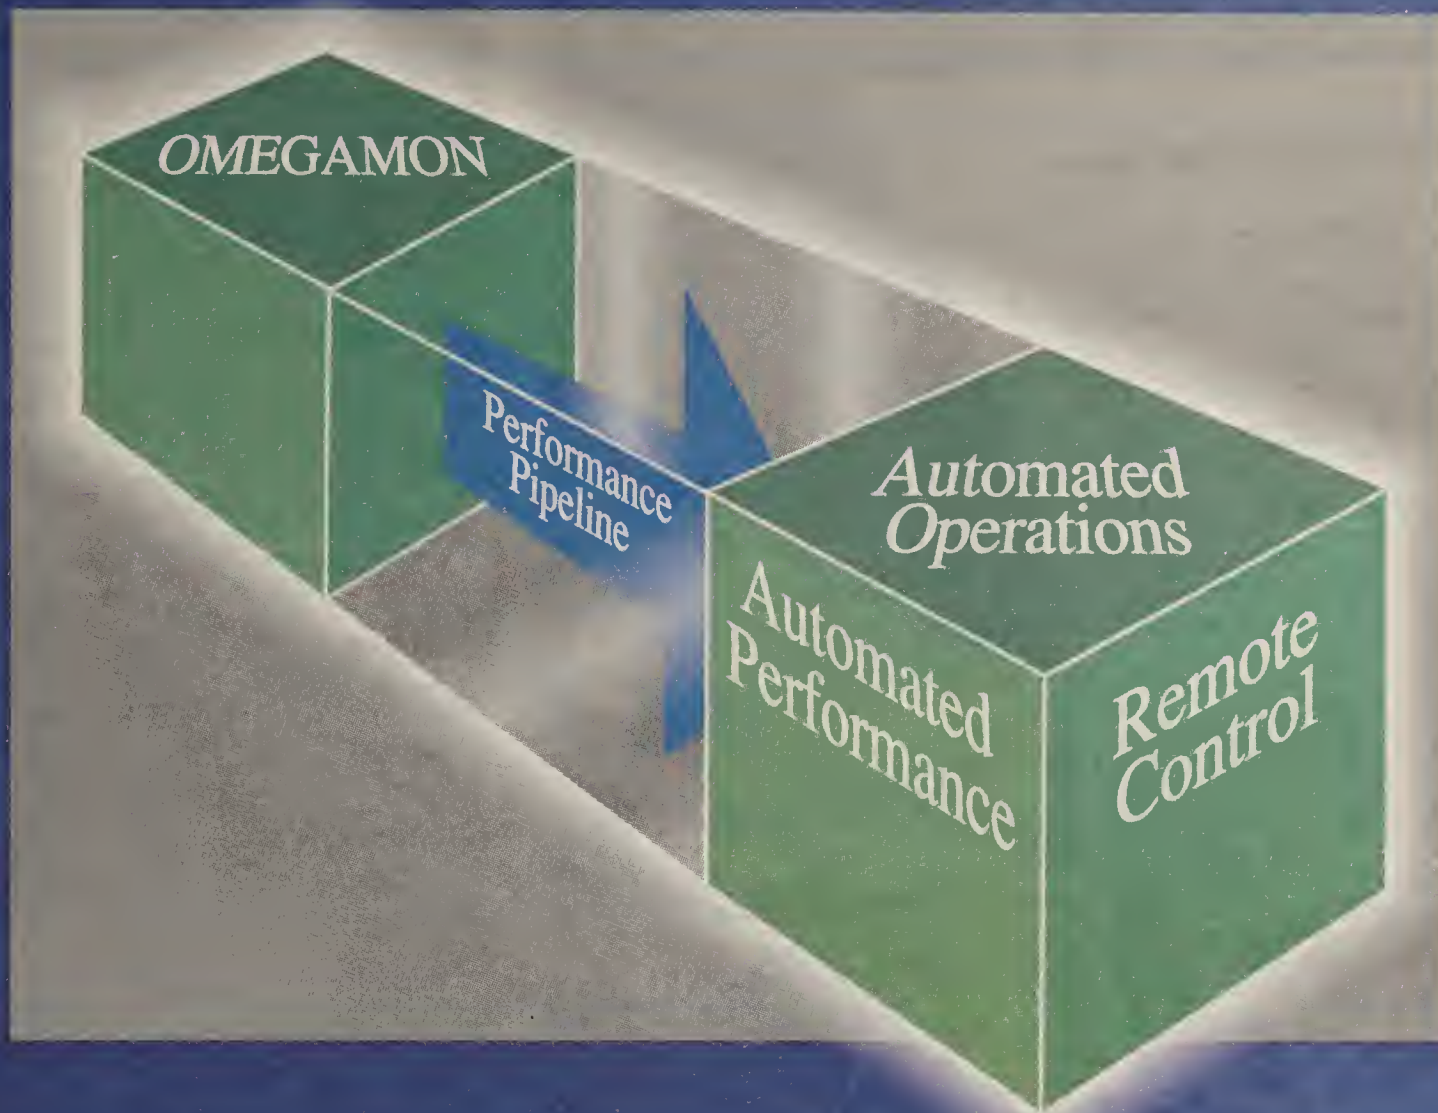 OMEGAMON
Performance
Pipeline
Automated
Operations
Automated
Performance
Remote
Control